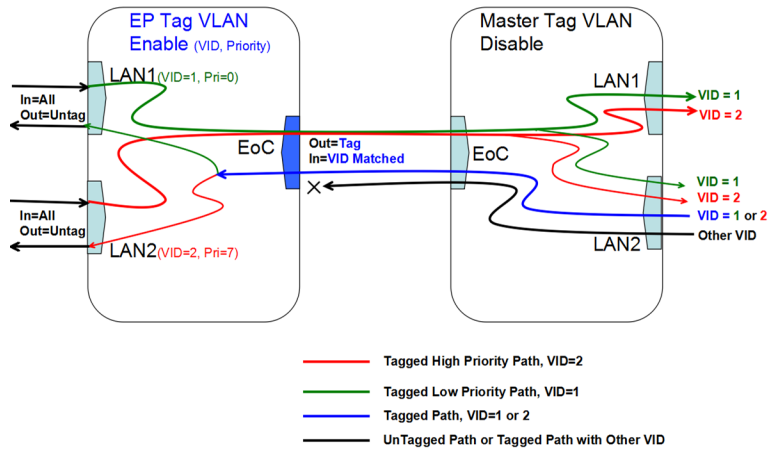 EP Tag VLAN
Enable (VID, Priority)
Master Tag VLAN
Disable
LAN1(VID=1, Pri=0)
In=All
Out=Untag
EoC
Out=Tag
In=VID Matched
In=All
Out=Untag
LAN2(VID=2, Pri=7)
LAN1
VID = 1
VID = 2
EoC
VID = 1
VID = 2
VID = 1 or 2
Other VID
LAN2
Tagged High Priority Path, VID=2
Tagged Low Priority Path, VID=1
Tagged Path, VID=1 or 2
UnTagged Path or Tagged Path with Other VID